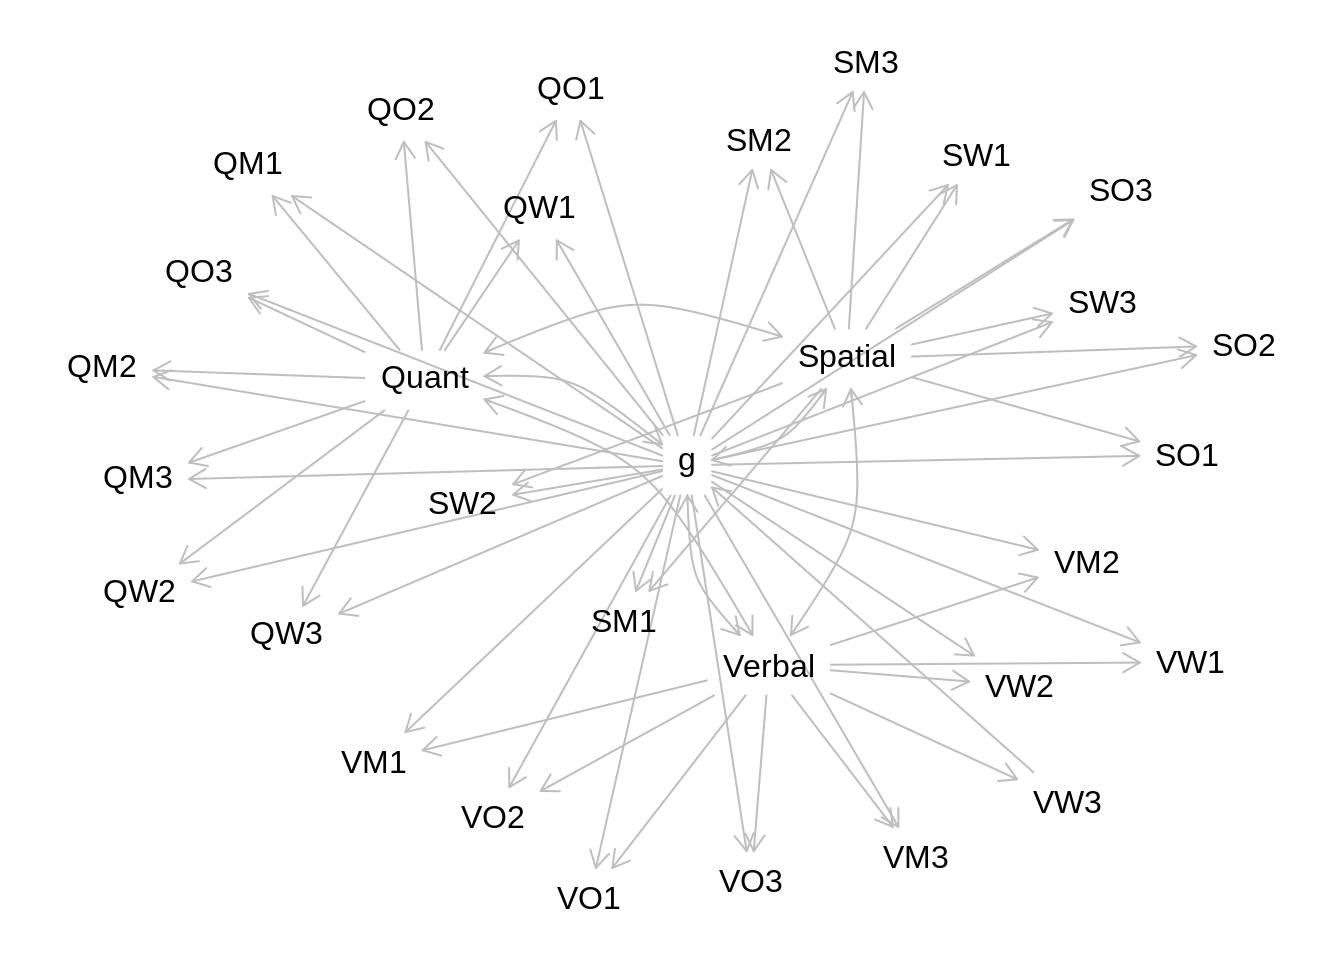 SM3
QO1
QO2
SM2
SW1
QM1
SO3
QW1
QO3
SW3
SO2
Spatial
QM2
Quant
SO1
g
QM3
SW2
VM2
QW2
SM1
QW3
VW1
Verbal
VW2
VM1
VW3
VO2
VM3
VO3
VO1